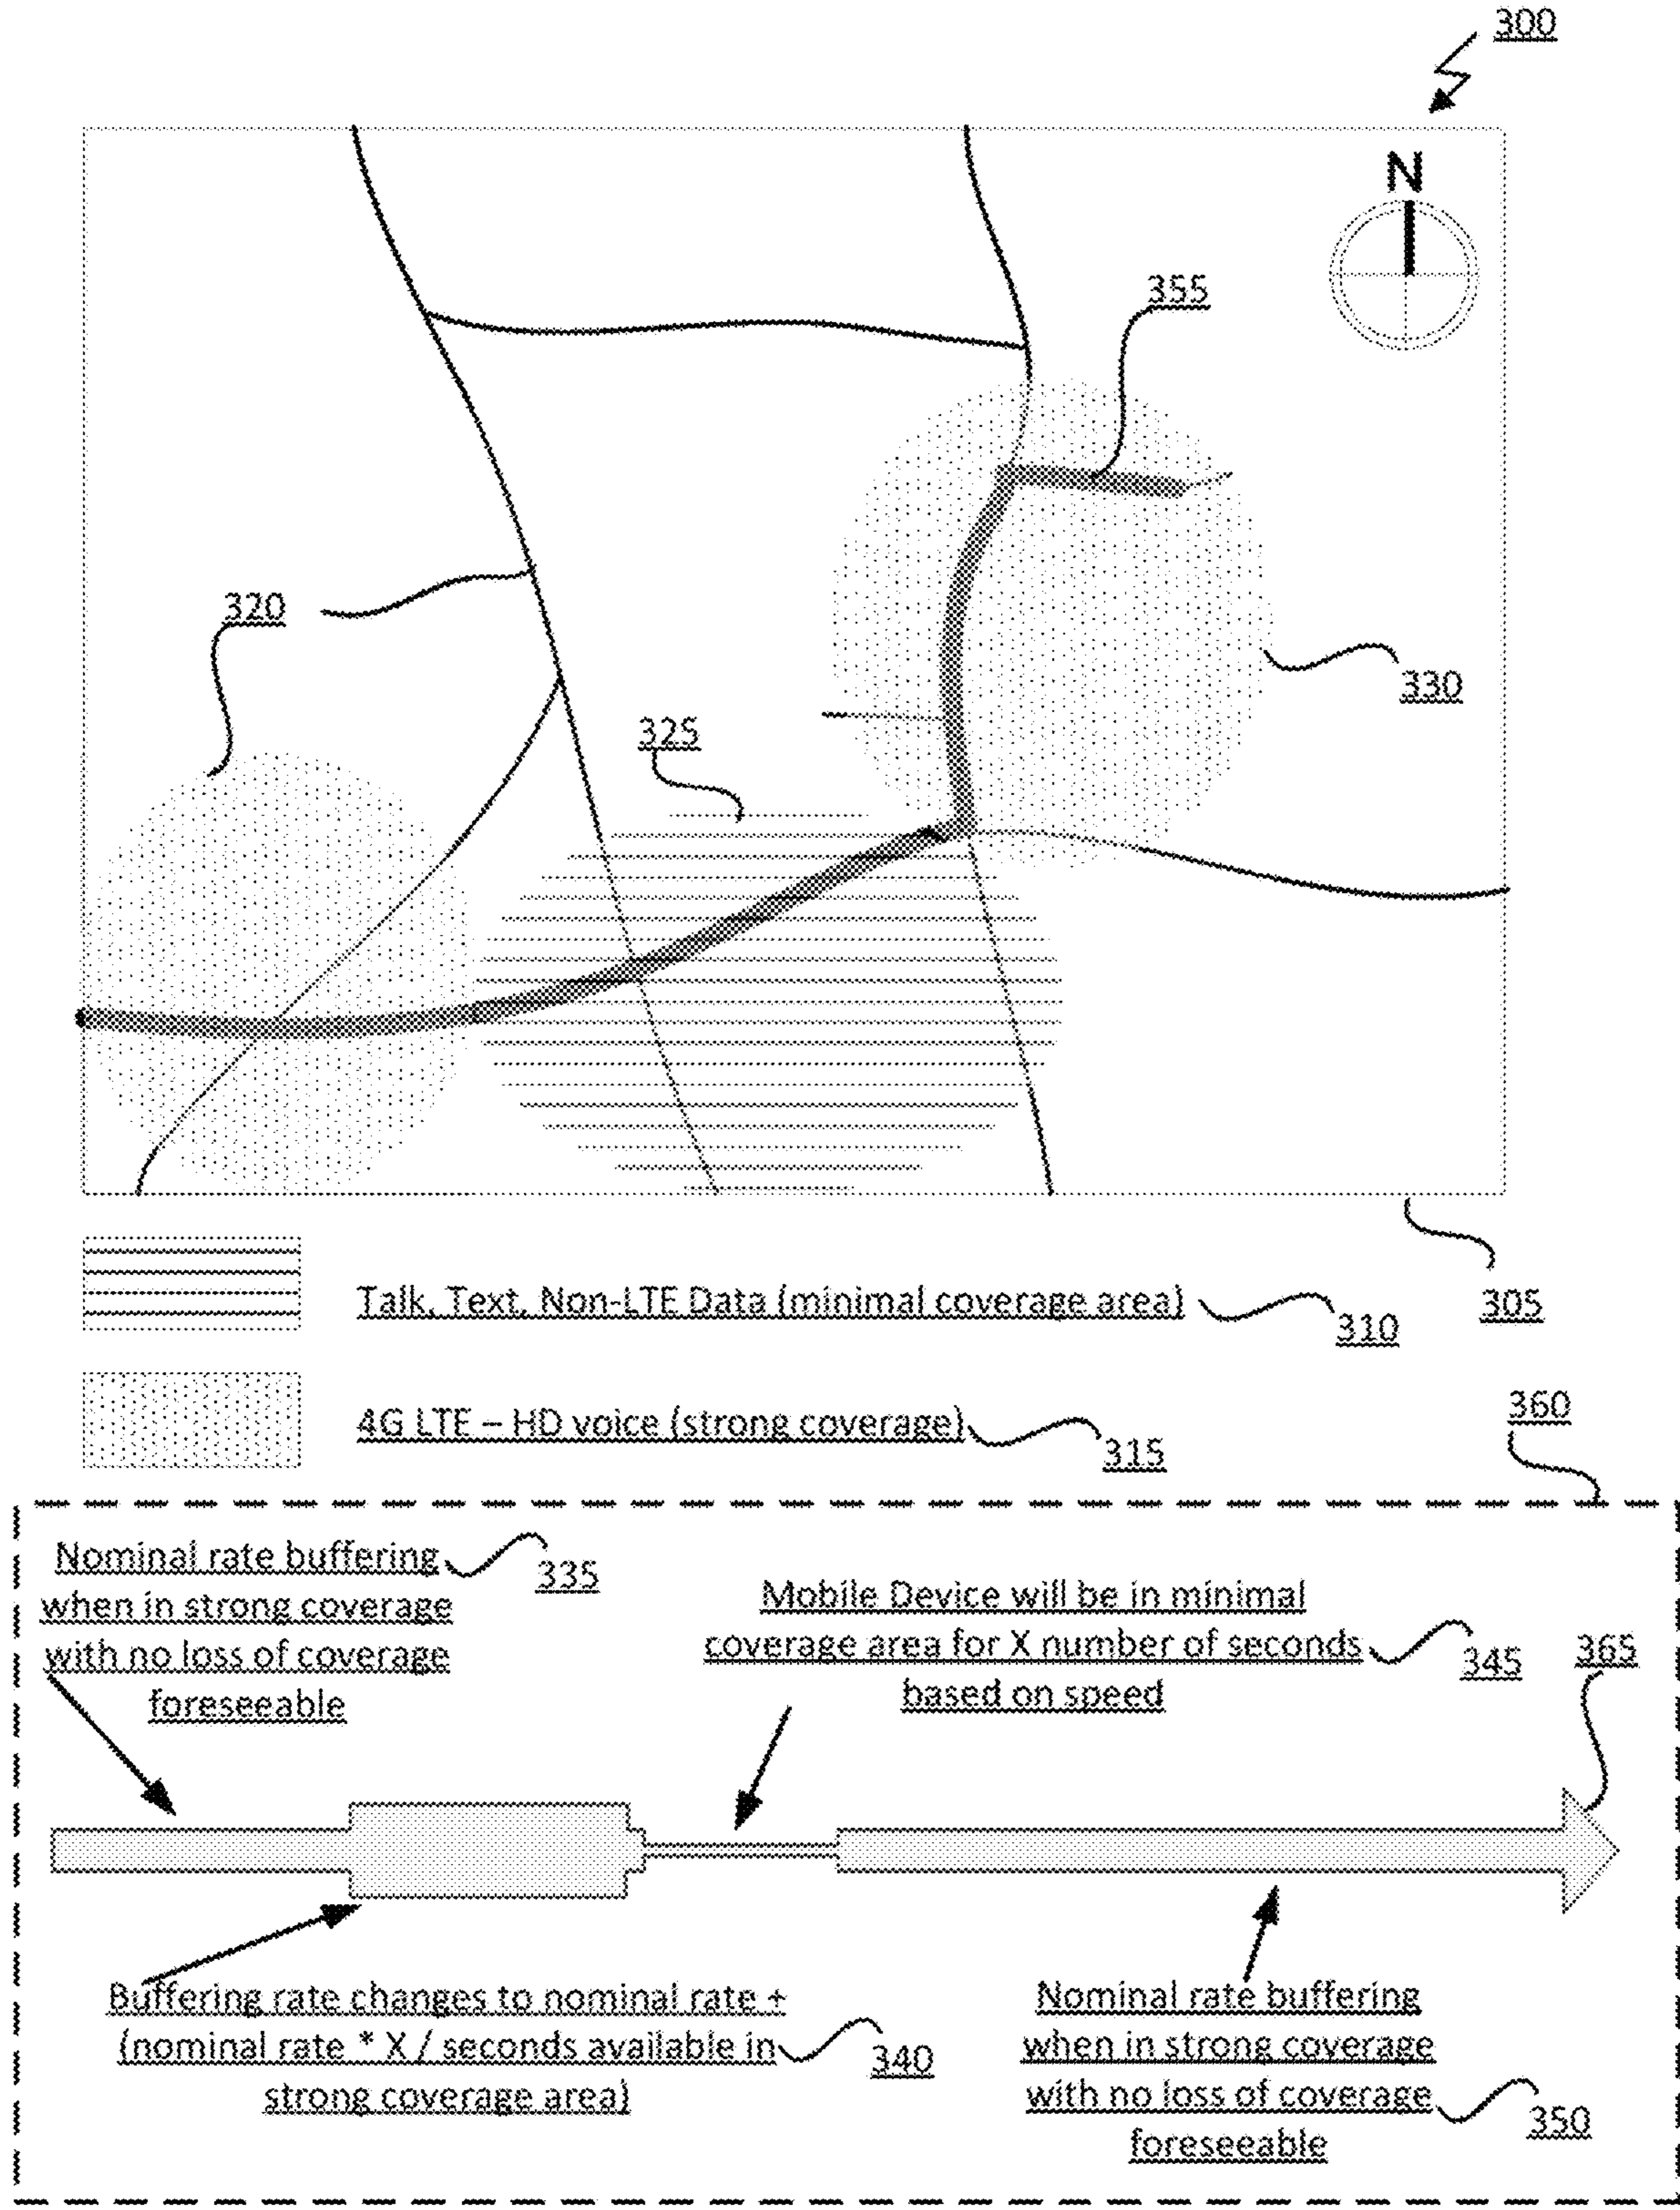 300
N
355
320
330
325
305
Talk, Text, Non-LTE Data (minimal coverage area)
310
4G LTE – HD voice (strong coverage)
315
360
Nominal rate buffering
when in strong coverage
with no loss of coverage
foreseeable
335
Mobile Device will be in minimal
coverage area for X number of seconds
based on speed
345
365
Buffering rate changes to nominal rate +
(nominal rate * X / seconds available in
strong coverage area)
340
Nominal rate buffering
when in strong coverage
with no loss of coverage
foreseeable
350